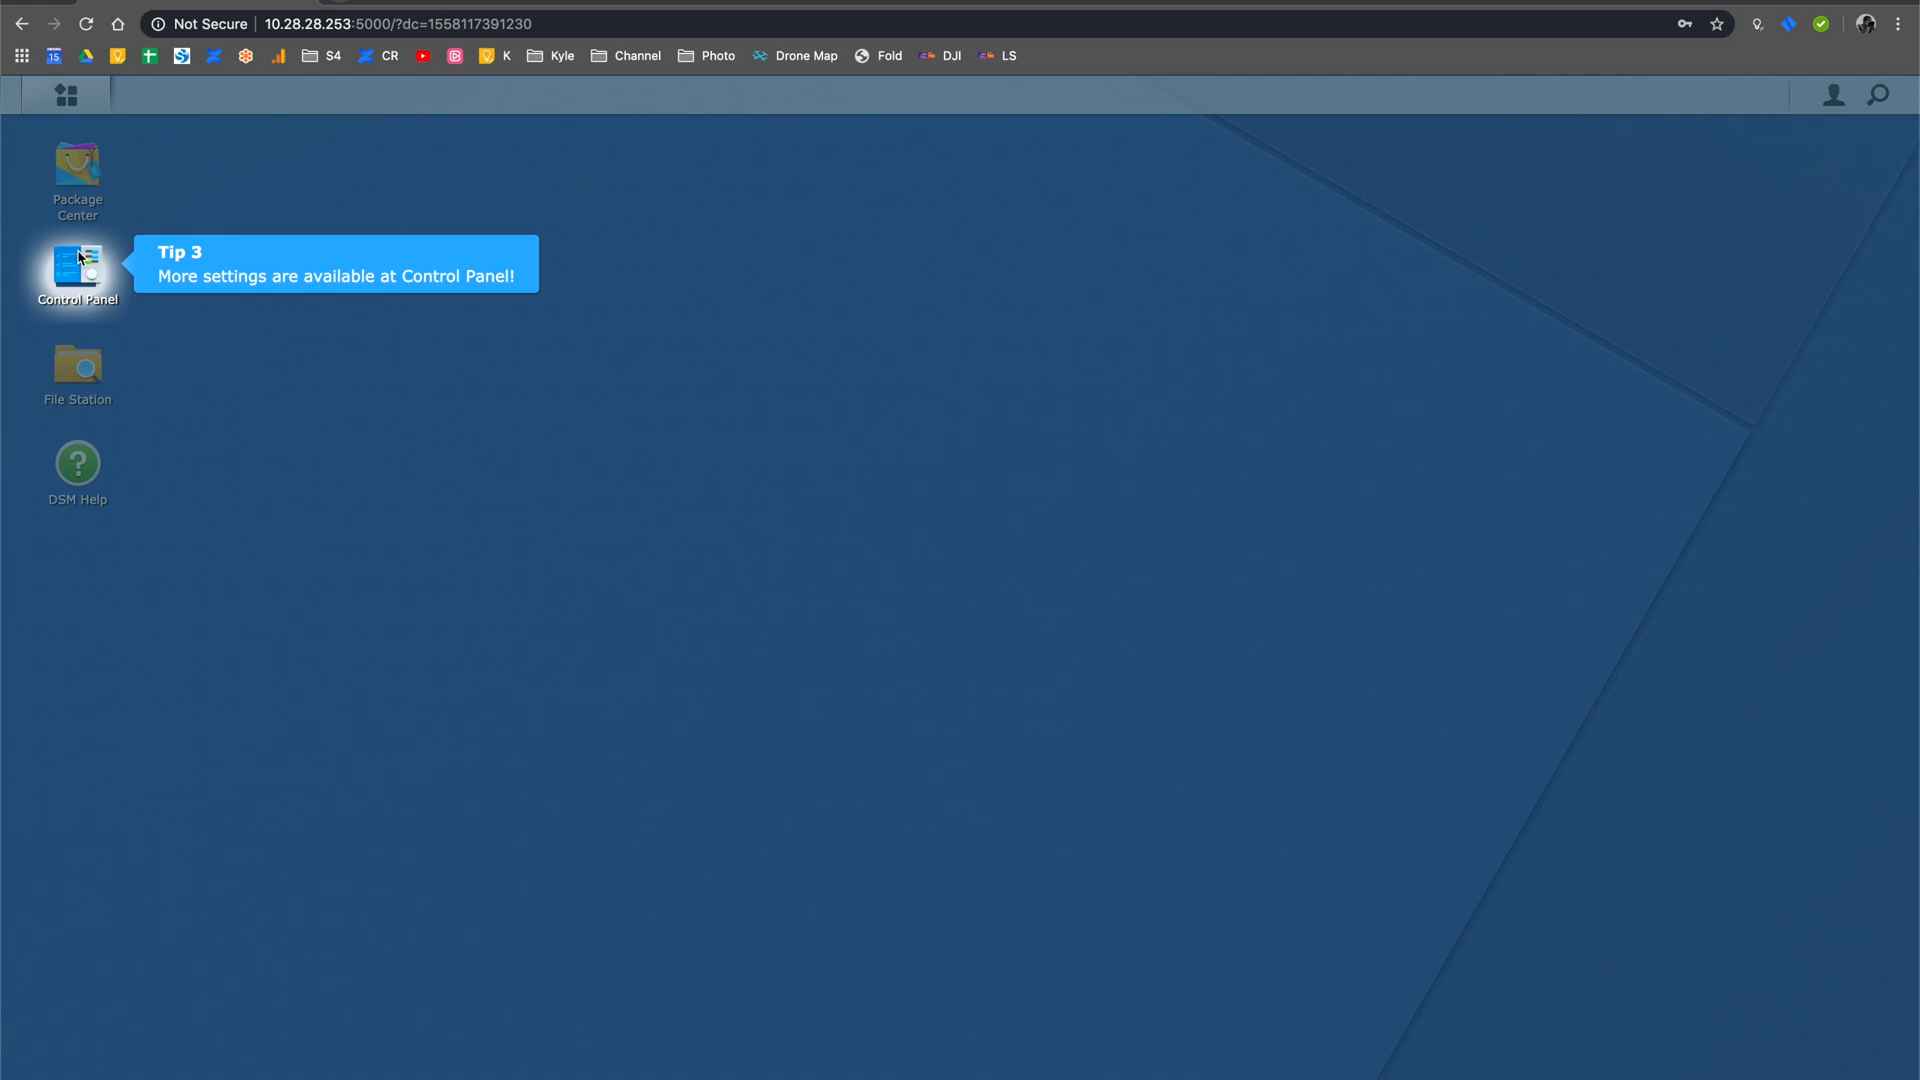 Not Secure 10.28.28.253:5000/?dc=1558117391230
15 S4 CR K Kyle Channel Photo Drone Map Fold DJI LS
Package
Center
Tip 3
More settings are available at Control Panel!
Control Panel
File Station
?
DSM Help